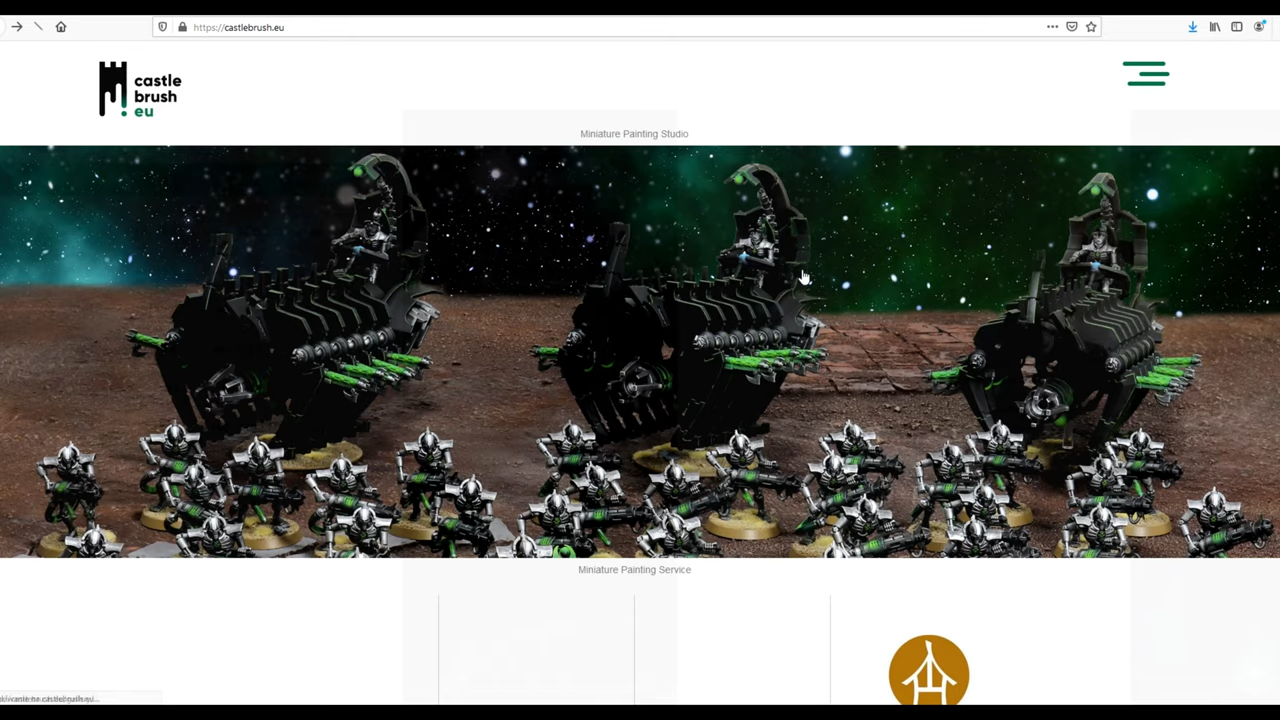 https://castlebrush.eu
castle
brush
eu
Miniature Painting Studio
Miniature Painting Service